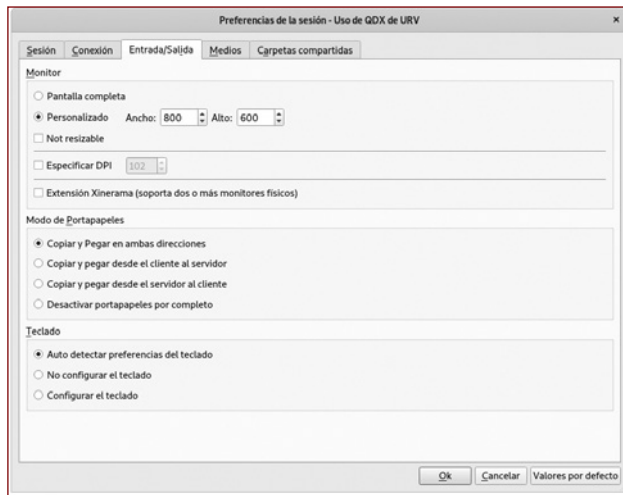 Preferencias de la sesión - Uso de QDX de URV ×
Sesión Conexión Entrada/Salida Medios Carpetas compartidas
Monitor
Pantalla completa
Personalizado Ancho: 800 Alto: 600
Not resizable
Especificar DPI 102
Extensión Xinerama (soporta dos o más monitores físicos)
Modo de Portapapeles
Copiar y Pegar en ambas direcciones
Copiar y pegar desde el cliente al servidor
Copiar y pegar desde el servidor al cliente
Desactivar portapapeles por completo
Teclado
Auto detectar preferencias del teclado
No configurar el teclado
Configurar el teclado
Ok Cancelar Valores por defecto